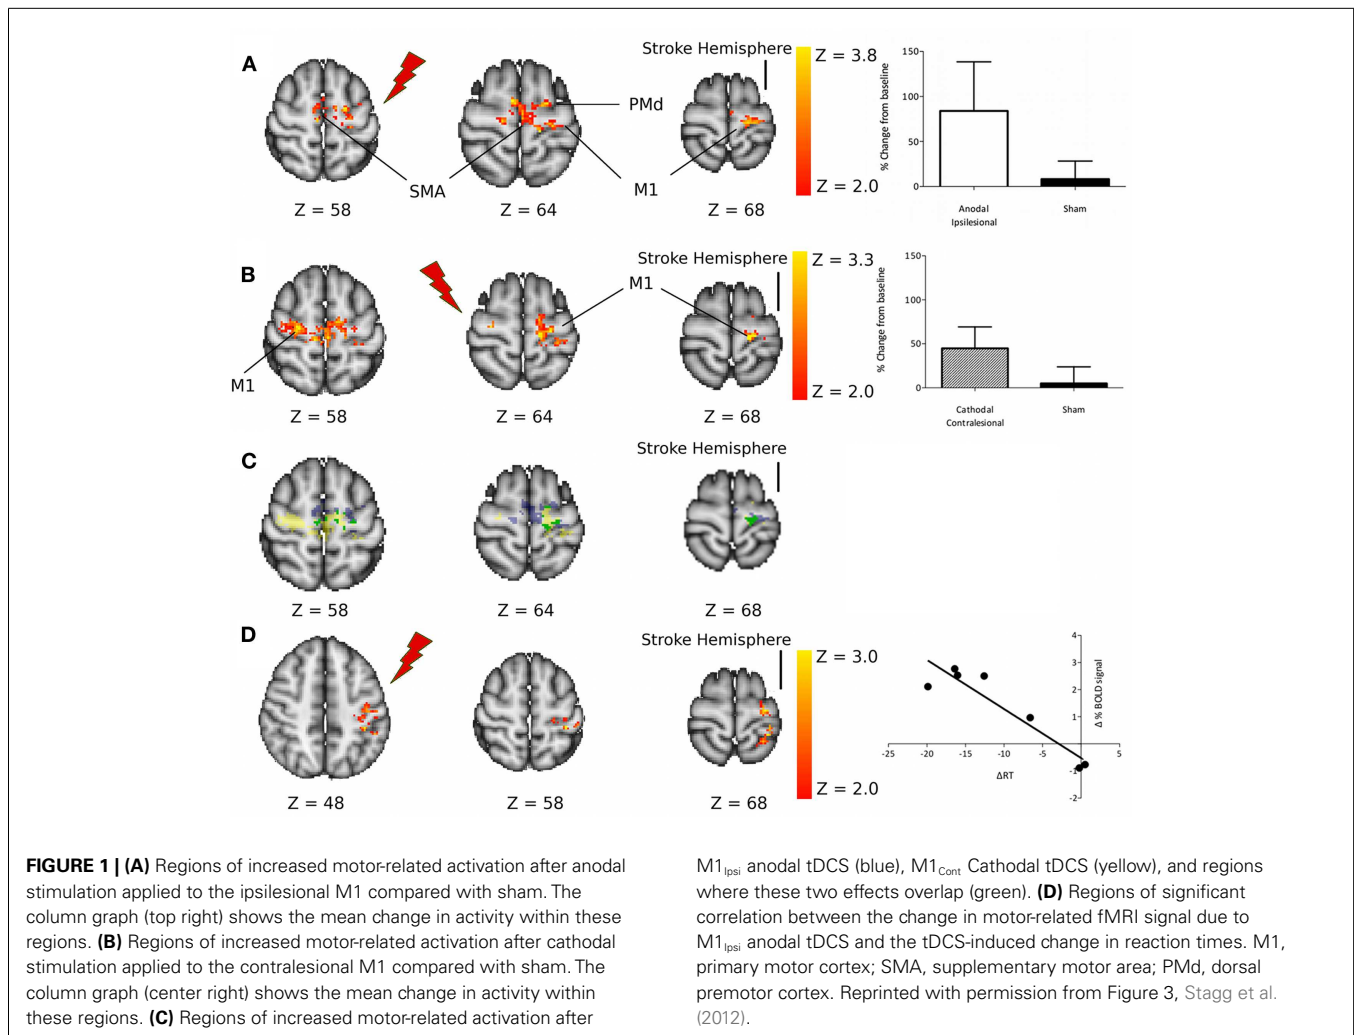 A
Stroke Hemisphere
Z = 3.8
Z = 2.0
PMd
SMA
M1
Z = 58
Z = 64
Z = 68
150
100
50
0
% Change from baseline
Anodal
Ipsilesional
Sham
B
Stroke Hemisphere
Z = 3.3
Z = 2.0
M1
M1
Z = 58
Z = 64
Z = 68
150
100
50
0
% Change from baseline
Cathodal
Contralesional
Sham
C
Stroke Hemisphere
Z = 58
Z = 64
Z = 68
D
Stroke Hemisphere
Z = 3.0
Z = 2.0
Z = 48
Z = 58
Z = 68
4
3
2
1
-1
-2
Δ % BOLD signal
-25 -20 -15 -10 -5 5
ΔRT
FIGURE 1 | (A) Regions of increased motor-related activation after anodal
stimulation applied to the ipsilesional M1 compared with sham. The
column graph (top right) shows the mean change in activity within these
regions. (B) Regions of increased motor-related activation after cathodal
stimulation applied to the contralesional M1 compared with sham. The
column graph (center right) shows the mean change in activity within
these regions. (C) Regions of increased motor-related activation after
M1Ipsi anodal tDCS (blue), M1Cont Cathodal tDCS (yellow), and regions
where these two effects overlap (green). (D) Regions of significant
correlation between the change in motor-related fMRI signal due to
M1Ipsi anodal tDCS and the tDCS-induced change in reaction times. M1,
primary motor cortex; SMA, supplementary motor area; PMd, dorsal
premotor cortex. Reprinted with permission from Figure 3, Stagg et al.
(2012).